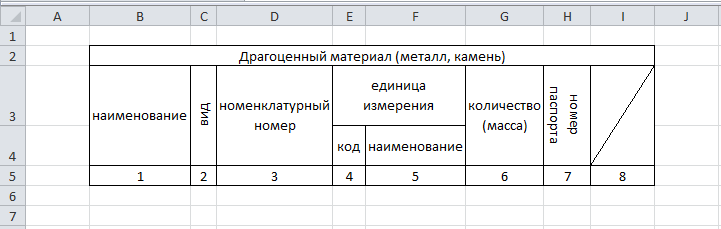 A B C D E F G H I J
1
2 Драгоценный материал (металл, камень)
3 наименование вид номенклатурный номер единица измерения количество (масса) номер паспорта
4 код наименование
5 1 2 3 4 5 6 7 8
6
7